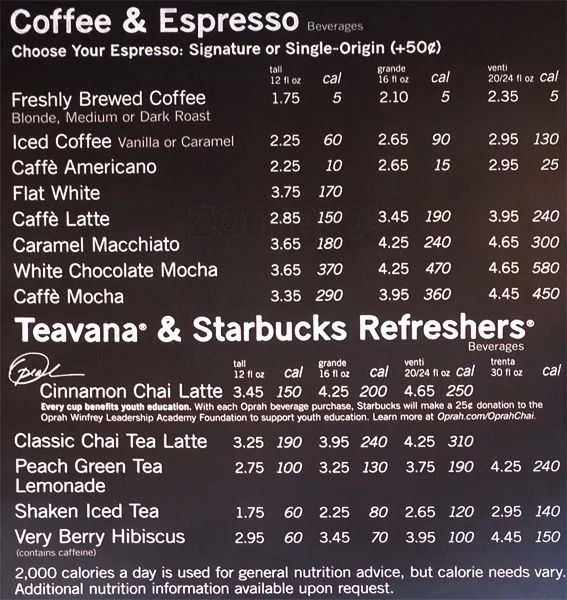 Coffee & Espresso Beverages
Choose Your Espresso: Signature or Single-Origin (+50¢)
tall 12 fl oz cal grande 16 fl oz cal venti 20/24 fl oz cal
Freshly Brewed Coffee 1.75 5 2.10 5 2.35 5
Blonde, Medium or Dark Roast
Iced Coffee Vanilla or Caramel 2.25 60 2.65 90 2.95 130
Caffè Americano 2.25 10 2.65 15 2.95 25
Flat White 3.75 170
Caffè Latte 2.85 150 3.45 190 3.95 240
Caramel Macchiato 3.65 180 4.25 240 4.65 300
White Chocolate Mocha 3.65 370 4.25 470 4.65 580
Caffè Mocha 3.35 290 3.95 360 4.45 450
Teavana® & Starbucks Refreshers®
Beverages
tall 12 fl oz cal grande 16 fl oz cal venti 20/24 fl oz cal trenta 30 fl oz cal
Oprah
Cinnamon Chai Latte 3.45 150 4.25 200 4.65 250
Every cup benefits youth education. With each Oprah beverage purchase, Starbucks will make a 25¢ donation to the
Oprah Winfrey Leadership Academy Foundation to support youth education. Learn more at Oprah.com/OprahChai.
Classic Chai Tea Latte 3.25 190 3.95 240 4.25 310
Peach Green Tea 2.75 100 3.25 130 3.75 190 4.25 240
Lemonade
Shaken Iced Tea 1.75 60 2.25 80 2.65 120 2.95 140
Very Berry Hibiscus 2.95 60 3.45 70 3.95 100 4.45 150
(contains caffeine)
2,000 calories a day is used for general nutrition advice, but calorie needs vary.
Additional nutrition information available upon request.